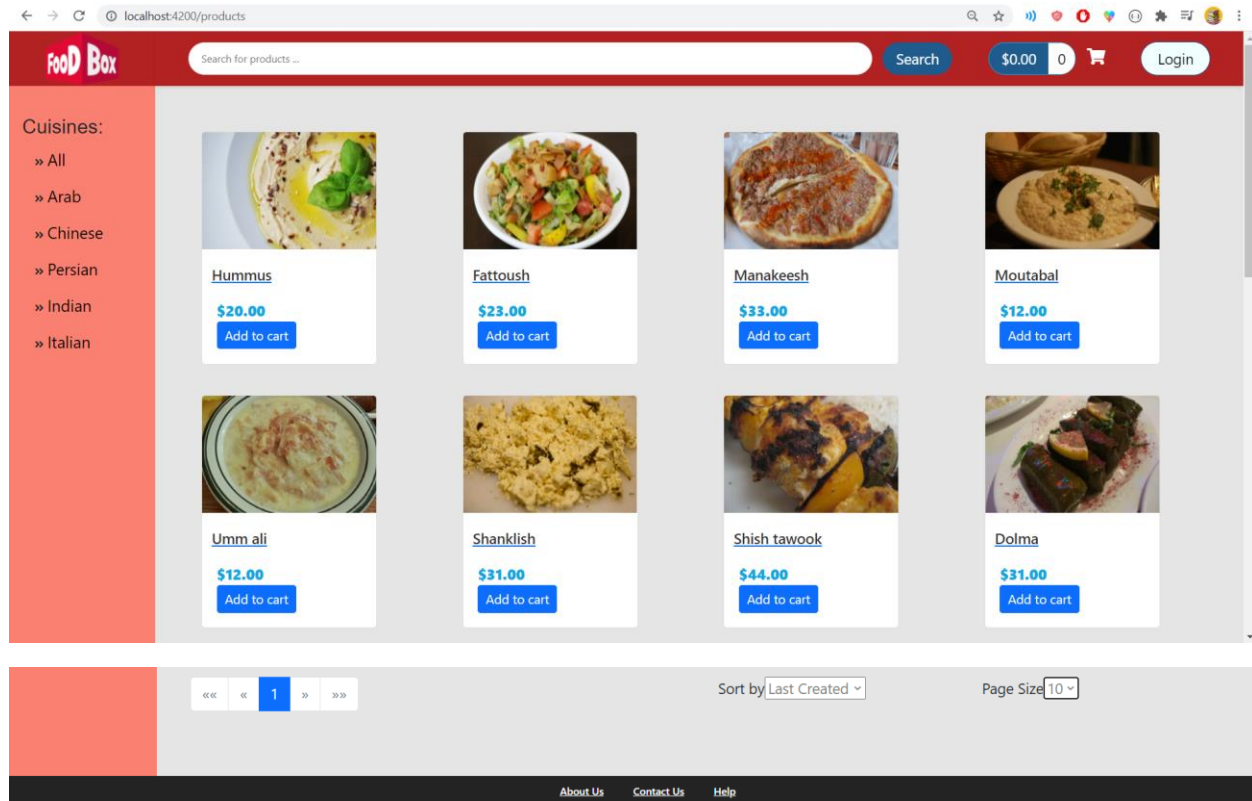 localhost:4200/products
FooD Box
Search for products ...
Search
$0.00 0
Login
Cuisines:
» All
» Arab
» Chinese
» Persian
» Indian
» Italian
Hummus
$20.00
Add to cart
Fattoush
$23.00
Add to cart
Manakeesh
$33.00
Add to cart
Moutabal
$12.00
Add to cart
Umm ali
$12.00
Add to cart
Shanklish
$31.00
Add to cart
Shish tawook
$44.00
Add to cart
Dolma
$31.00
Add to cart
«« « 1 » »»
Sort by Last Created
Page Size 10
About Us Contact Us Help